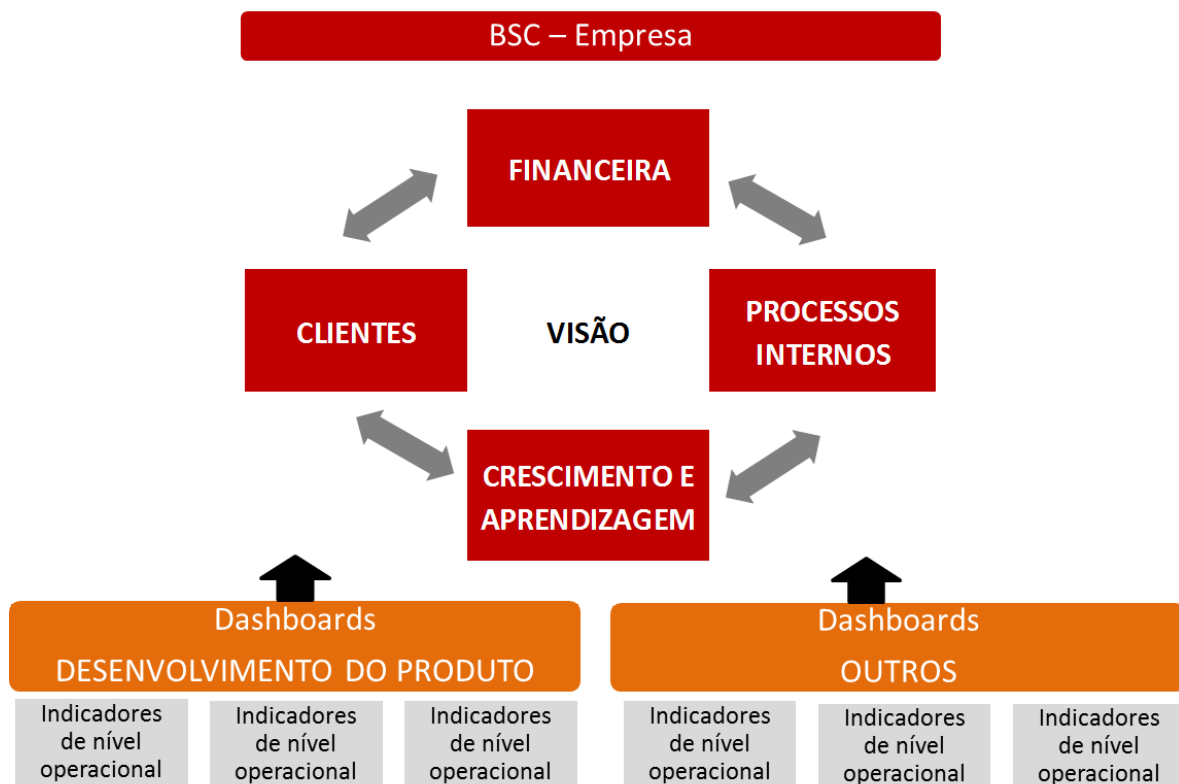 BSC – Empresa
FINANCEIRA
CLIENTES
VISÃO
PROCESSOS
INTERNOS
CRESCIMENTO E
APRENDIZAGEM
Dashboards
DESENVOLVIMENTO DO PRODUTO
Dashboards
OUTROS
Indicadores
de nível
operacional
Indicadores
de nível
operacional
Indicadores
de nível
operacional
Indicadores
de nível
operacional
Indicadores
de nível
operacional
Indicadores
de nível
operacional